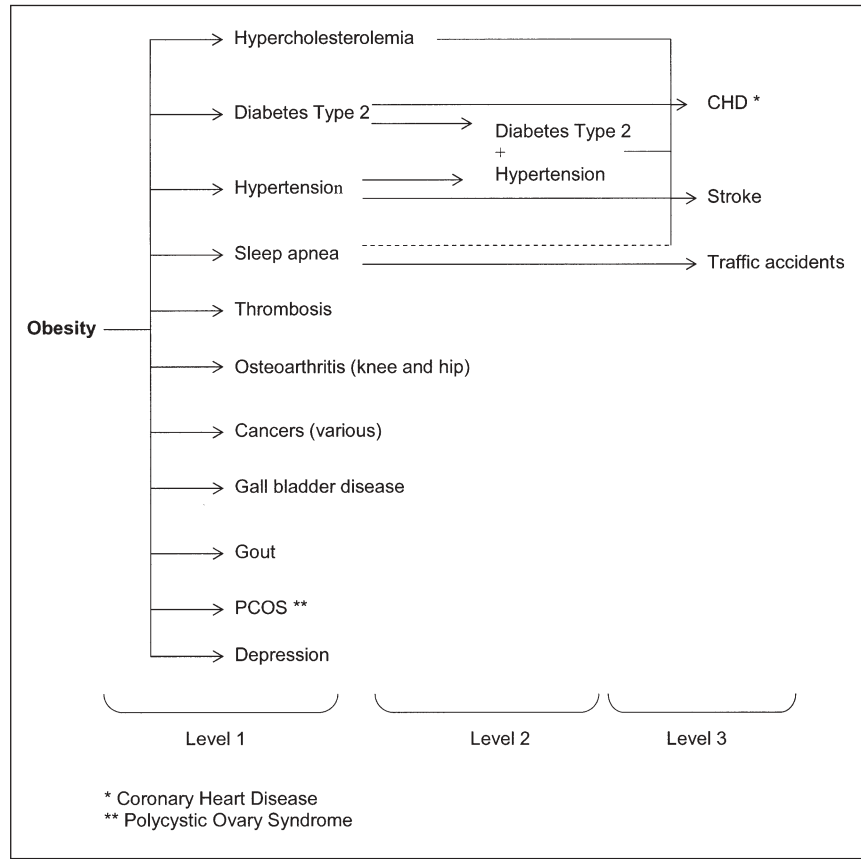 Hypercholesterolemia
CHD *
Diabetes Type 2
Diabetes Type 2
+
Hypertension
Hypertension
Stroke
Sleep apnea
Traffic accidents
Thrombosis
Obesity
Osteoarthritis (knee and hip)
Cancers (various)
Gall bladder disease
Gout
PCOS **
Depression
Level 1
Level 2
Level 3
* Coronary Heart Disease
** Polycystic Ovary Syndrome